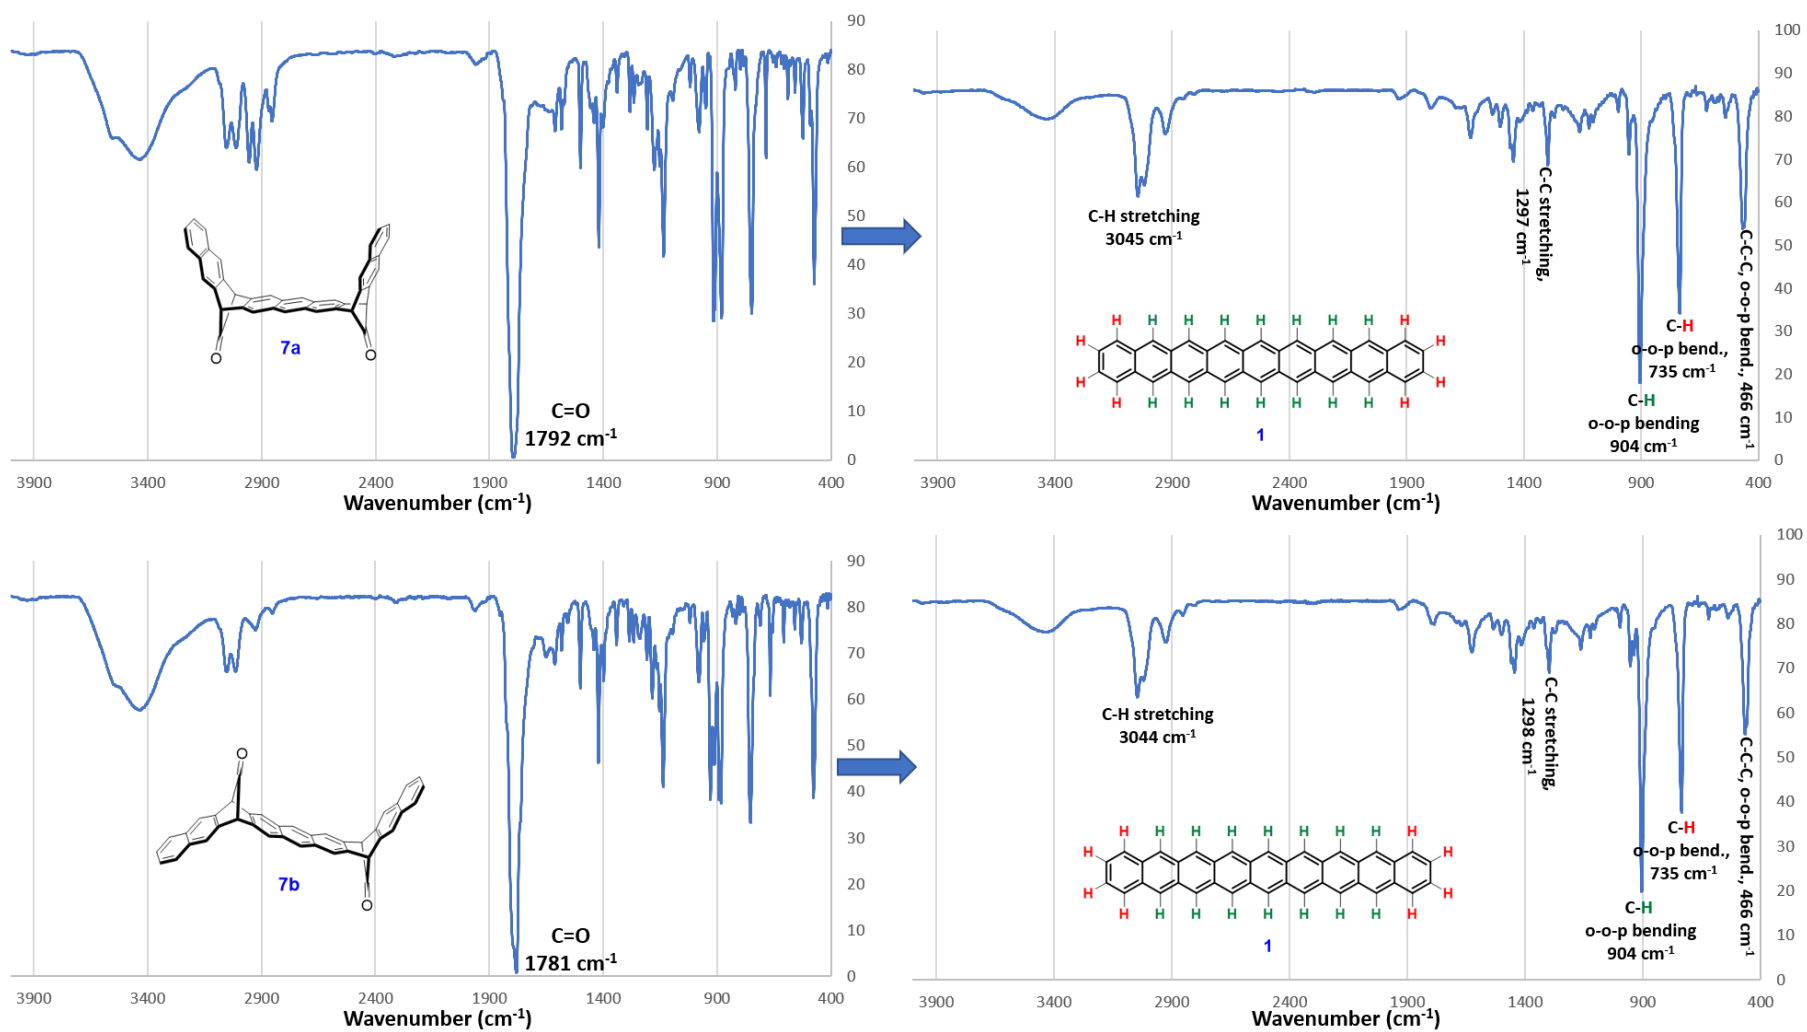 90
80
70
60
50
40
30
20
10
0
3900 3400 2900 2400 1900 1400 900 400
Wavenumber (cm-1)
C=O
1792 cm-1
O
O
7a
100
90
80
70
60
50
40
30
20
10
0
3900 3400 2900 2400 1900 1400 900 400
Wavenumber (cm-1)
C-H stretching
3045 cm-1
C-C stretching,
1297 cm-1
C-H
o-o-p bend.,
735 cm-1
C-H
o-o-p bending
904 cm-1
C-C-C, o-o-p bend., 466 cm-1
H H H H H H H H H
H H
H H
H H H H H H H H H
1
90
80
70
60
50
40
30
20
10
0
3900 3400 2900 2400 1900 1400 900 400
Wavenumber (cm-1)
C=O
1781 cm-1
O
O
7b
100
90
80
70
60
50
40
30
20
10
0
3900 3400 2900 2400 1900 1400 900 400
Wavenumber (cm-1)
C-H stretching
3044 cm-1
C-C stretching,
1298 cm-1
C-H
o-o-p bend.,
735 cm-1
C-H
o-o-p bending
904 cm-1
C-C-C, o-o-p bend., 466 cm-1
H H H H H H H H H
H H
H H
H H H H H H H H H
1